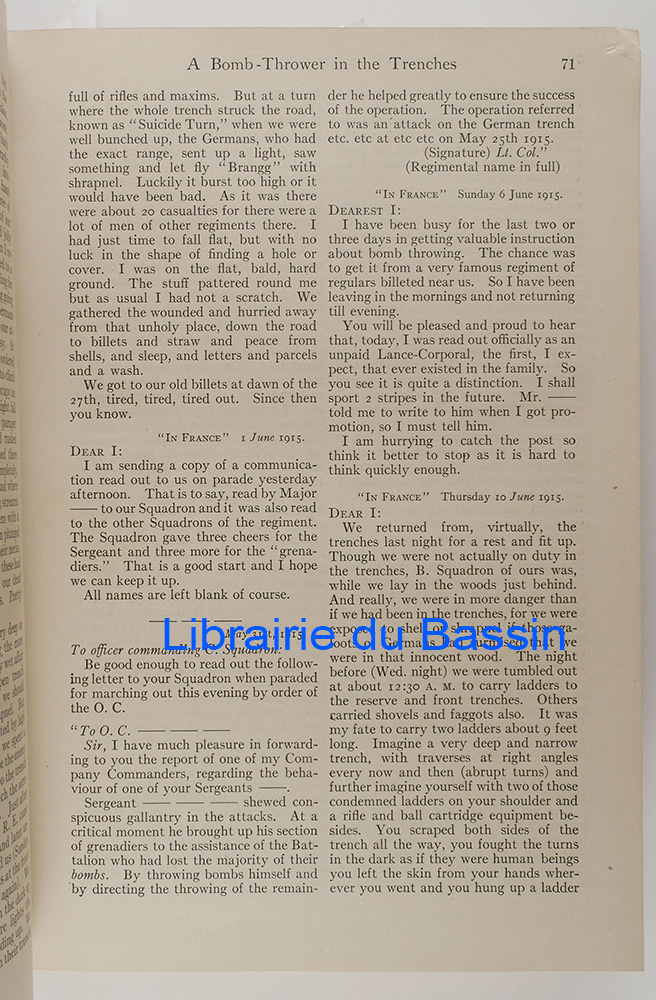 A Bomb-Thrower in the Trenches 71
full of rifles and maxims. But at a turn
where the whole trench struck the road,
known as "Suicide Turn," when we were
well bunched up, the Germans, who had
the exact range, sent up a light, saw
something and let fly "Brangg" with
shrapnel. Luckily it burst too high or it
would have been bad. As it was there
were about 20 casualties for there were a
lot of men of other regiments there. I
had just time to fall flat, but with no
luck in the shape of finding a hole or
cover. I was on the flat, bald, hard
ground. The stuff pattered round me
but as usual I had not a scratch. We
gathered the wounded and hurried away
from that unholy place, down the road
to billets and straw and peace from
shells, and sleep, and letters and parcels
and a wash.
We got to our old billets at dawn of the
27th, tired, tired, tired out. Since then
you know.
"In France" 1 June 1915.
Dear I:
I am sending a copy of a communica-
tion read out to us on parade yesterday
afternoon. That is to say, read by Major
—— to our Squadron and it was also read
to the other Squadrons of the regiment.
The Squadron gave three cheers for the
Sergeant and three more for the "grena-
diers." That is a good start and I hope
we can keep it up.
All names are left blank of course.
—— —— ——
May 31st, 1915.
To officer commanding C. Squadron:
Be good enough to read out the follow-
ing letter to your Squadron when paraded
for marching out this evening by order of
the O. C.
"To O. C. —— —— ——
Sir, I have much pleasure in forward-
ing to you the report of one of my Com-
pany Commanders, regarding the beha-
viour of one of your Sergeants ——.
Sergeant —— —— —— shewed con-
spicuous gallantry in the attacks. At a
critical moment he brought up his section
of grenadiers to the assistance of the Bat-
talion who had lost the majority of their
bombs. By throwing bombs himself and
by directing the throwing of the remain-
der he helped greatly to ensure the success
of the operation. The operation referred
to was an attack on the German trench
etc. etc at etc etc on May 25th 1915.
(Signature) Lt. Col."
(Regimental name in full)
"In France" Sunday 6 June 1915.
Dearest I:
I have been busy for the last two or
three days in getting valuable instruction
about bomb throwing. The chance was
to get it from a very famous regiment of
regulars billeted near us. So I have been
leaving in the mornings and not returning
till evening.
You will be pleased and proud to hear
that, today, I was read out officially as an
unpaid Lance-Corporal, the first, I ex-
pect, that ever existed in the family. So
you see it is quite a distinction. I shall
sport 2 stripes in the future. Mr. ——
told me to write to him when I got pro-
motion, so I must tell him.
I am hurrying to catch the post so
think it better to stop as it is hard to
think quickly enough.
"In France" Thursday 10 June 1915.
Dear I:
We returned from, virtually, the
trenches last night for a rest and fit up.
Though we were not actually on duty in
the trenches, B. Squadron of ours was,
while we lay in the woods just behind.
And really, we were in more danger than
if we had been in the trenches, for we were
exposed to shell or shrapnel if those ga-
boots of Germans had surmised that we
were in that innocent wood. The night
before (Wed. night) we were tumbled out
at about 12:30 A. M. to carry ladders to
the reserve and front trenches. Others
carried shovels and faggots also. It was
my fate to carry two ladders about 9 feet
long. Imagine a very deep and narrow
trench, with traverses at right angles
every now and then (abrupt turns) and
further imagine yourself with two of those
condemned ladders on your shoulder and
a rifle and ball cartridge equipment be-
sides. You scraped both sides of the
trench all the way, you fought the turns
in the dark as if they were human beings
you left the skin from your hands wher-
ever you went and you hung up a ladder
Librairie du Bassin